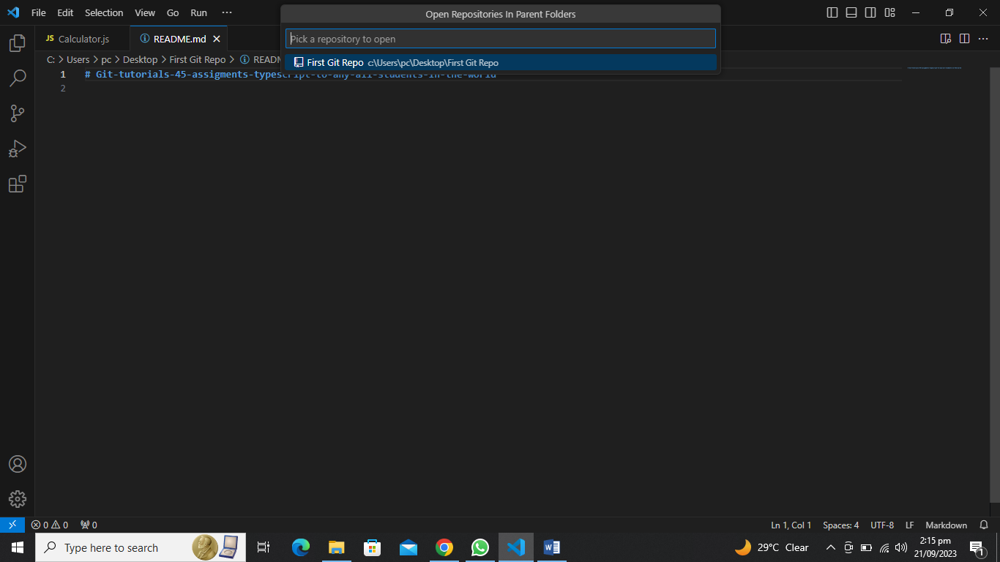 File Edit Selection View Go Run ···
Open Repositories In Parent Folders
Pick a repository to open
First Git Repo c:\Users\pc\Desktop\First Git Repo
JS Calculator.js
README.md
C: > Users > pc > Desktop > First Git Repo > READM
1 # Git-tutorials-45-assigments-typescript-to-any-all-students-in-the-world
2
0 0 0
Ln 1, Col 1 Spaces: 4 UTF-8 LF Markdown
Type here to search
29°C Clear
2:15 pm
21/09/2023
1